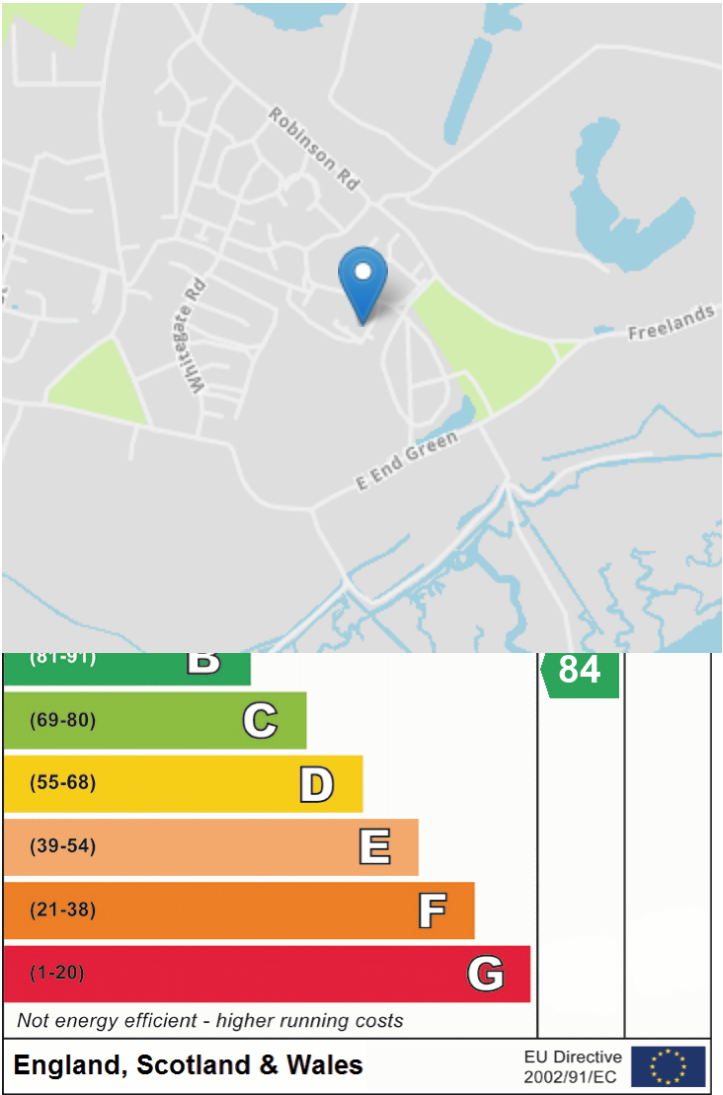 Robinson Rd
Whitegate Rd
Freelands
E End Green
(81-91) B 84
(69-80) C
(55-68) D
(39-54) E
(21-38) F
(1-20) G
Not energy efficient - higher running costs
England, Scotland & Wales
EU Directive
2002/91/EC